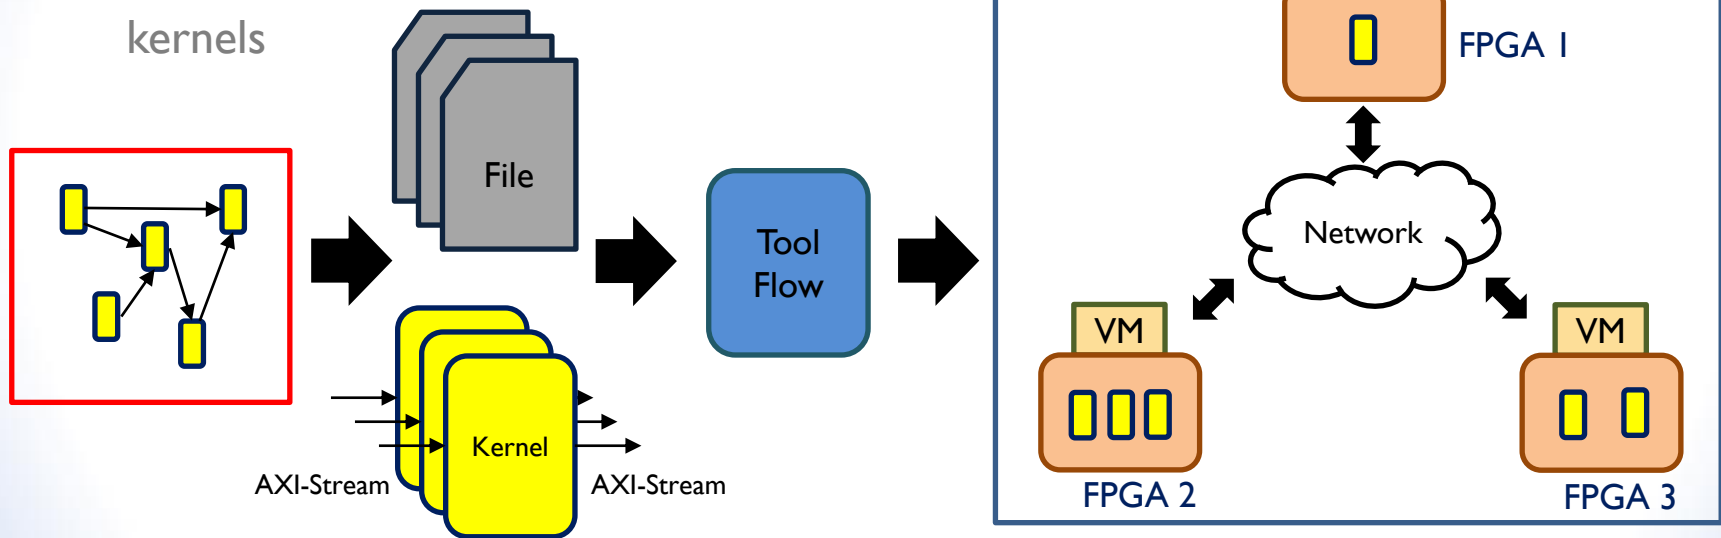 kernels
File
Tool
Flow
Kernel
AXI-Stream
AXI-Stream
FPGA 1
Network
VM
VM
FPGA 2
FPGA 3